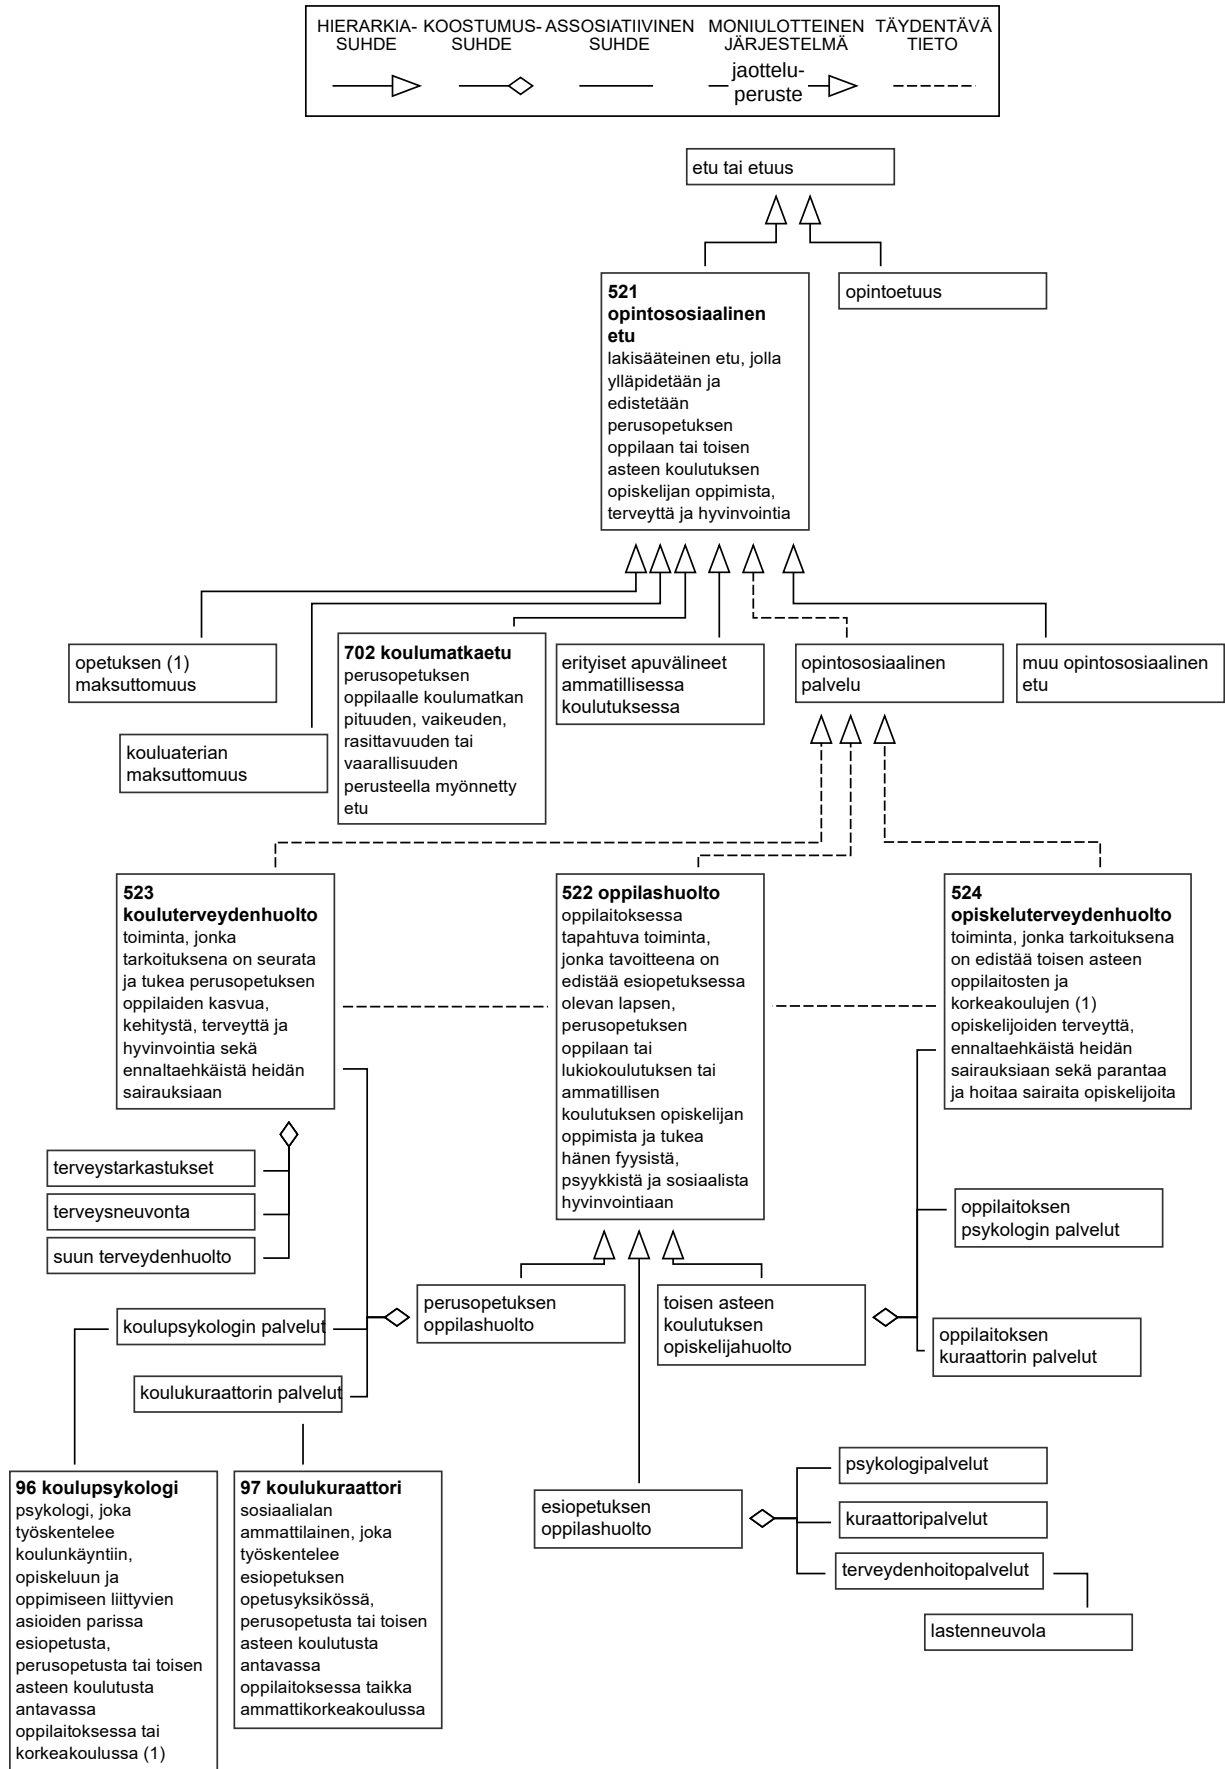 HIERARKIA-
SUHDE
KOOSTUMUS-
SUHDE
ASSOSIATIIVINEN
SUHDE
MONIULOTTEINEN
JÄRJESTELMÄ
TÄYDENTÄVÄ
TIETO
jaottelu-
peruste
etu tai etuus
521
opintososiaalinen
etu
lakisääteinen etu, jolla
ylläpidetään ja
edistetään
perusopetuksen
oppilaan tai toisen
asteen koulutuksen
opiskelijan oppimista,
terveyttä ja hyvinvointia
opintoetuus
opetuksen (1)
maksuttomuus
kouluaterian
maksuttomuus
702 koulumatkaetu
perusopetuksen
oppilaalle koulumatkan
pituuden, vaikeuden,
rasittavuuden tai
vaarallisuuden
perusteella myönnetty
etu
erityiset apuvälineet
ammatillisessa
koulutuksessa
opintososiaalinen
palvelu
muu opintososiaalinen
etu
523
kouluterveydenhuolto
toiminta, jonka
tarkoituksena on seurata
ja tukea perusopetuksen
oppilaiden kasvua,
kehitystä, terveyttä ja
hyvinvointia sekä
ennaltaehkäistä heidän
sairauksiaan
522 oppilashuolto
oppilaitoksessa
tapahtuva toiminta,
jonka tavoitteena on
edistää esiopetuksessa
olevan lapsen,
perusopetuksen
oppilaan tai
lukiokoulutuksen tai
ammatillisen
koulutuksen opiskelijan
oppimista ja tukea
hänen fyysistä,
psyykkistä ja sosiaalista
hyvinvointiaan
524
opiskeluterveydenhuolto
toiminta, jonka tarkoituksena
on edistää toisen asteen
oppilaitosten ja
korkeakoulujen (1)
opiskelijoiden terveyttä,
ennaltaehkäistä heidän
sairauksiaan sekä parantaa
ja hoitaa sairaita opiskelijoita
terveystarkastukset
terveysneuvonta
suun terveydenhuolto
oppilaitoksen
psykologin palvelut
koulupsykologin palvelut
perusopetuksen
oppilashuolto
toisen asteen
koulutuksen
opiskelijahuolto
oppilaitoksen
kuraattorin palvelut
koulukuraattorin palvelut
96 koulupsykologi
psykologi, joka
työskentelee
koulunkäyntiin,
opiskeluun ja
oppimiseen liittyvien
asioiden parissa
esiopetusta,
perusopetusta tai toisen
asteen koulutusta
antavassa
oppilaitoksessa tai
korkeakoulussa (1)
97 koulukuraattori
sosiaalialan
ammattilainen, joka
työskentelee
esiopetuksen
opetusyksikössä,
perusopetusta tai toisen
asteen koulutusta
antavassa
oppilaitoksessa taikka
ammattikorkeakoulussa
esiopetuksen
oppilashuolto
psykologipalvelut
kuraattoripalvelut
terveydenhoitopalvelut
lastenneuvola